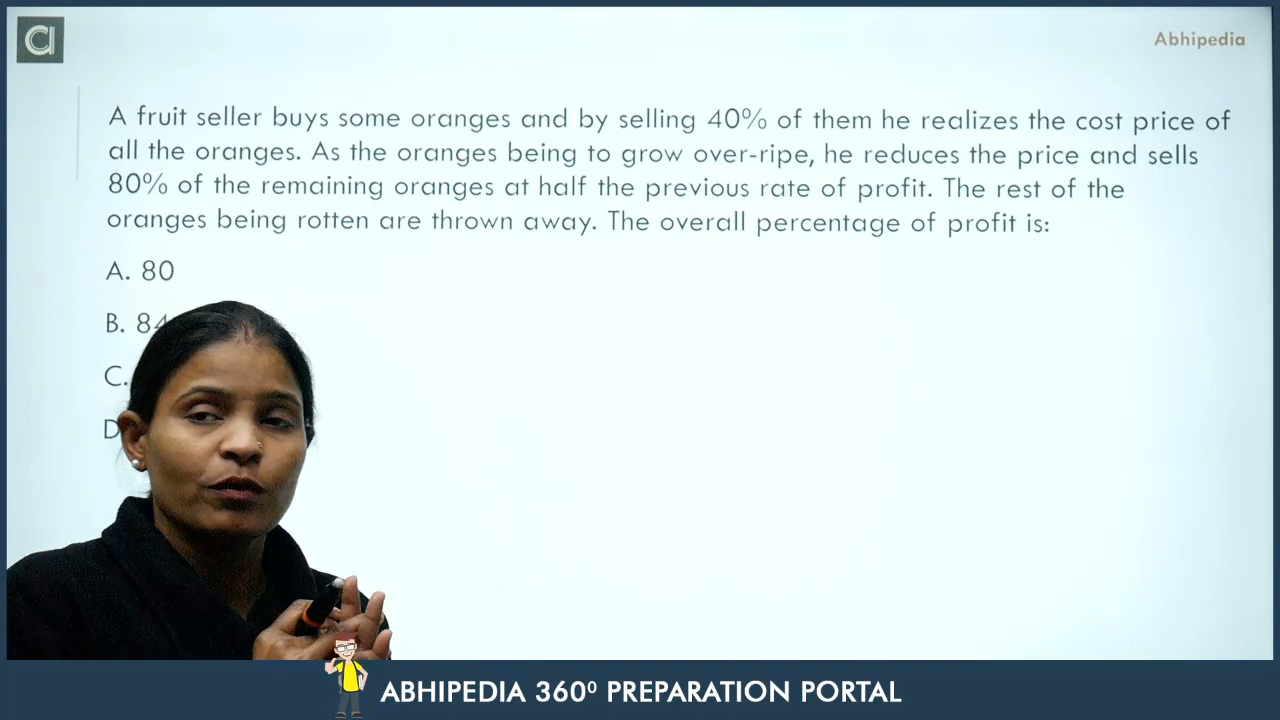 Abhipedia
A fruit seller buys some oranges and by selling 40% of them he realizes the cost price of
all the oranges. As the oranges being to grow over-ripe, he reduces the price and sells
80% of the remaining oranges at half the previous rate of profit. The rest of the
oranges being rotten are thrown away. The overall percentage of profit is:
A. 80
B. 84
C.
D
ABHIPEDIA 360⁰ PREPARATION PORTAL